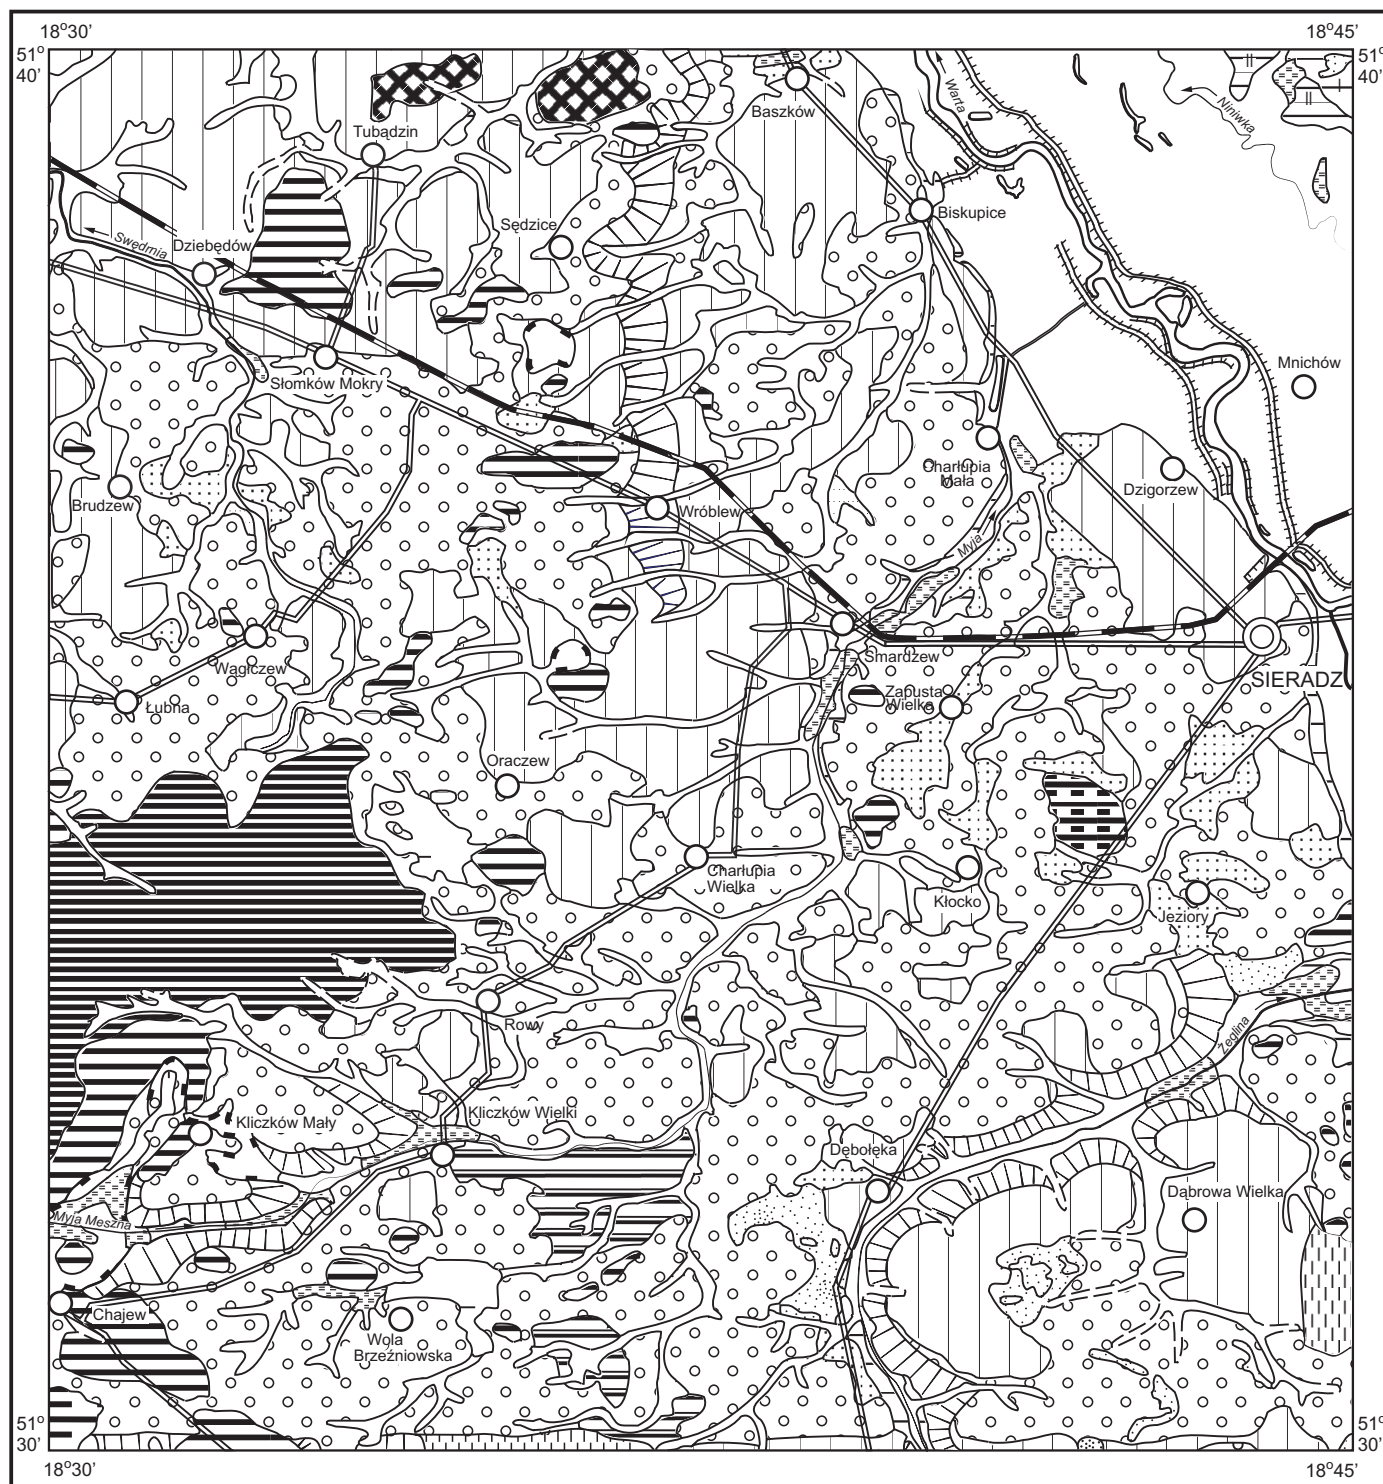 18°30'
18°45'
51°
40'
51°
40'
Baszków
Warta
Niniwka
Tubądzin
Biskupice
Sędzice
Swędrnia
Dziebędów
Mnichów
Słomków Mokry
Charłupia
Mała
Dzigorzew
Brudzew
Wróblew
Myja
Wągłczew
Smardzew
SIERADZ
Zapusta
Wielka
Łubna
Oraczew
Charłupia
Wielka
Kłocko
Jeziory
Rowy
Żeglina
Kliczków Wielki
Kliczków Mały
Dębołęka
Dąbrowa Wielka
Myja Meszna
Chajew
Wola
Brzeźniowska
51°
30'
51°
30'
18°30'
18°45'